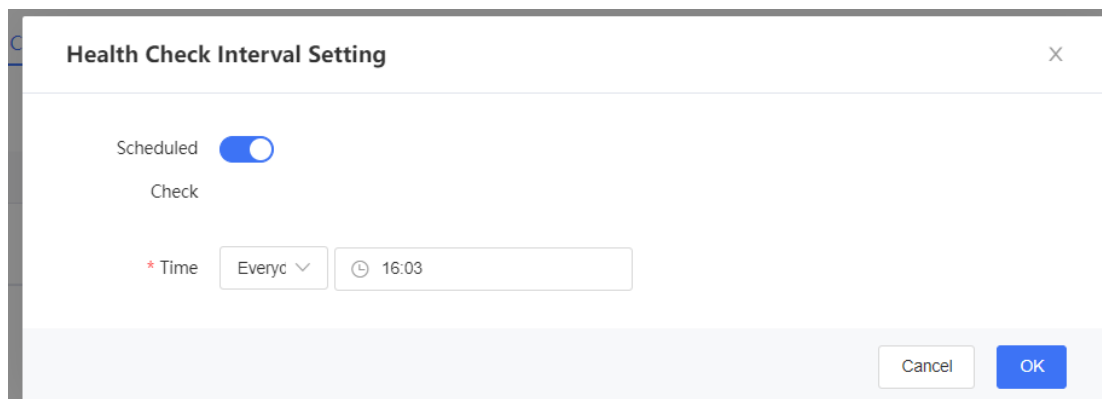 C
Health Check Interval Setting
Scheduled
Check
* Time Everyd 16:03
Cancel OK